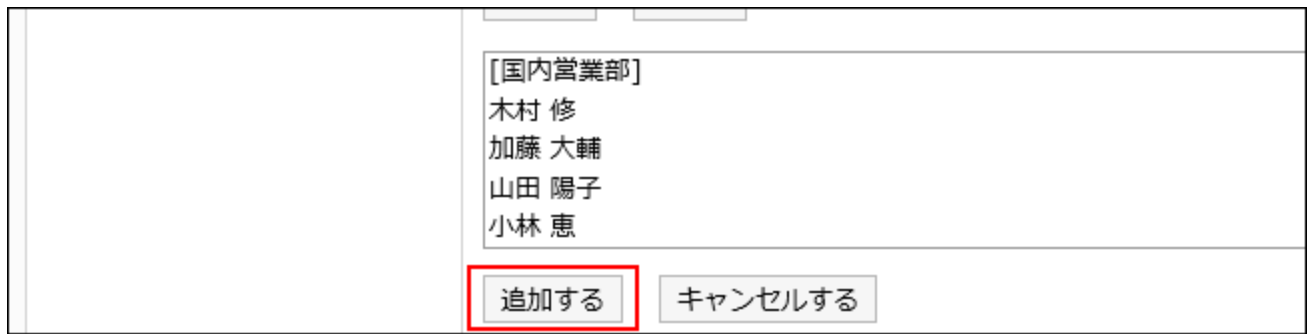 [国内営業部]
木村 修
加藤 大輔
山田 陽子
小林 恵
追加する キャンセルする